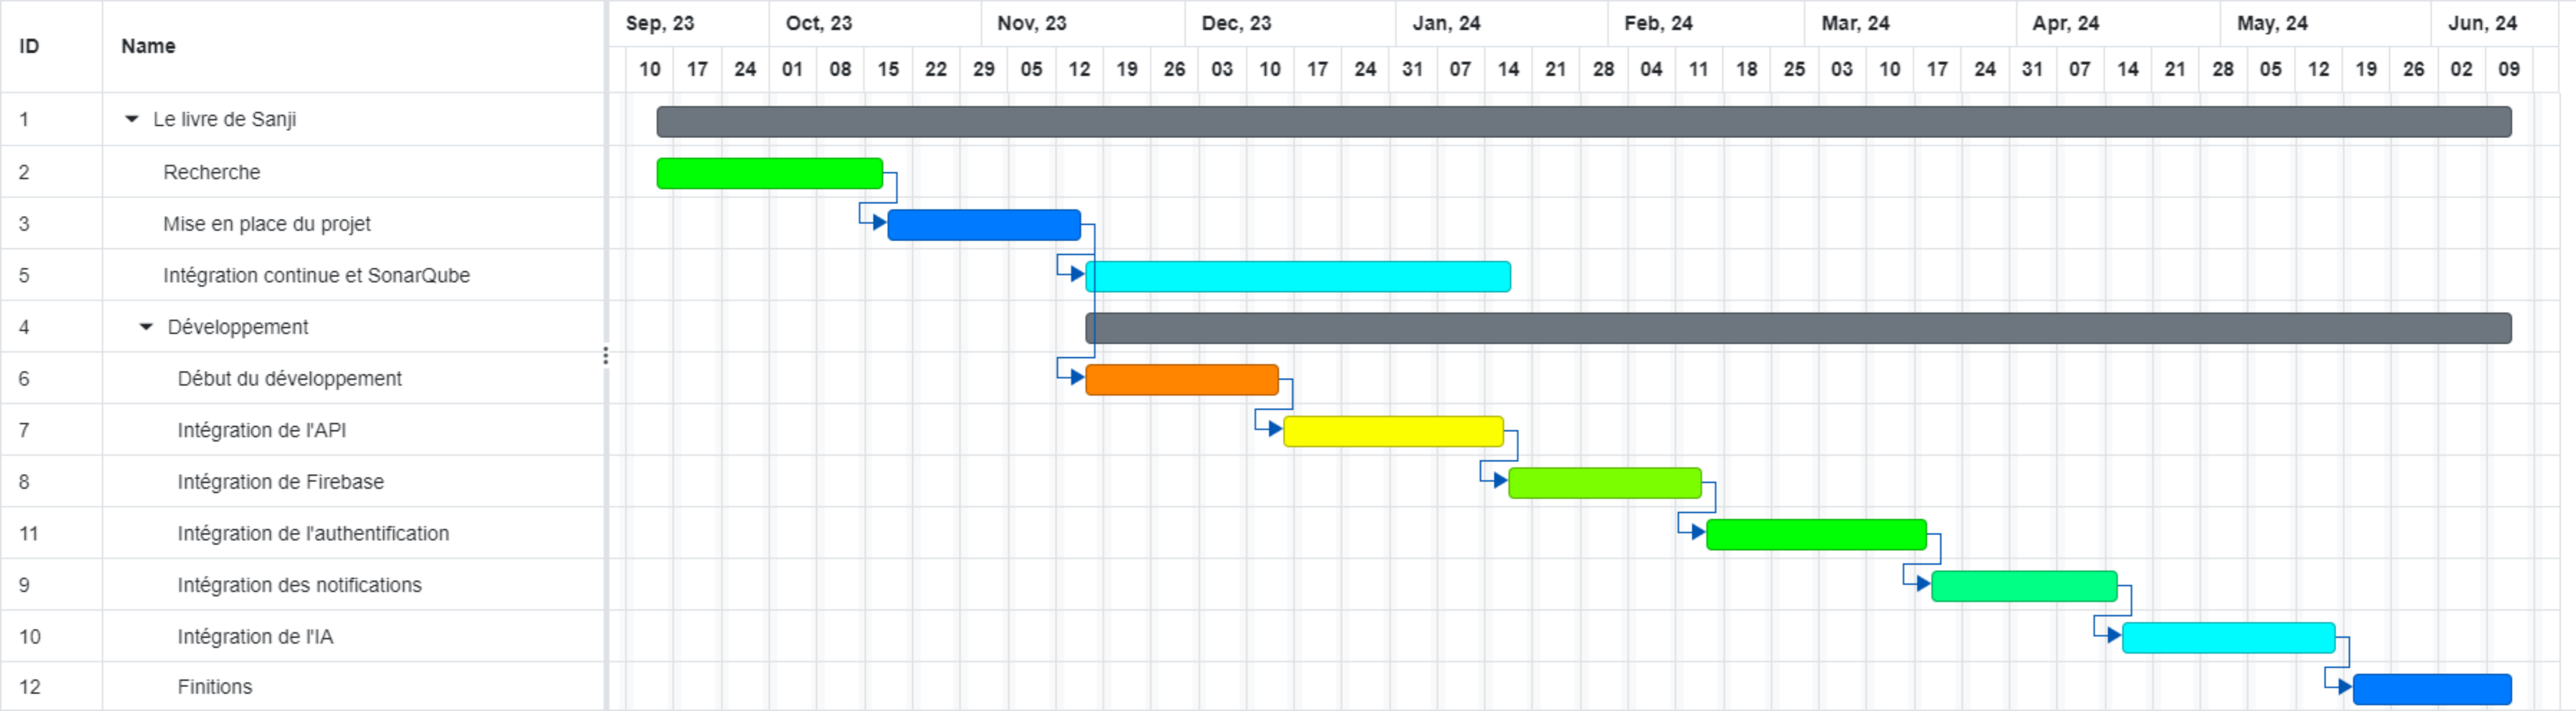 ID Name Sep, 23 Oct, 23 Nov, 23 Dec, 23 Jan, 24 Feb, 24 Mar, 24 Apr, 24 May, 24 Jun, 24
10 17 24 01 08 15 22 29 05 12 19 26 03 10 17 24 31 07 14 21 28 04 11 18 25 03 10 17 24 31 07 14 21 28 05 12 19 26 02 09
1 Le livre de Sanji
2 Recherche
3 Mise en place du projet
5 Intégration continue et SonarQube
4 Développement
6 Début du développement
7 Intégration de l'API
8 Intégration de Firebase
11 Intégration de l'authentification
9 Intégration des notifications
10 Intégration de l'IA
12 Finitions